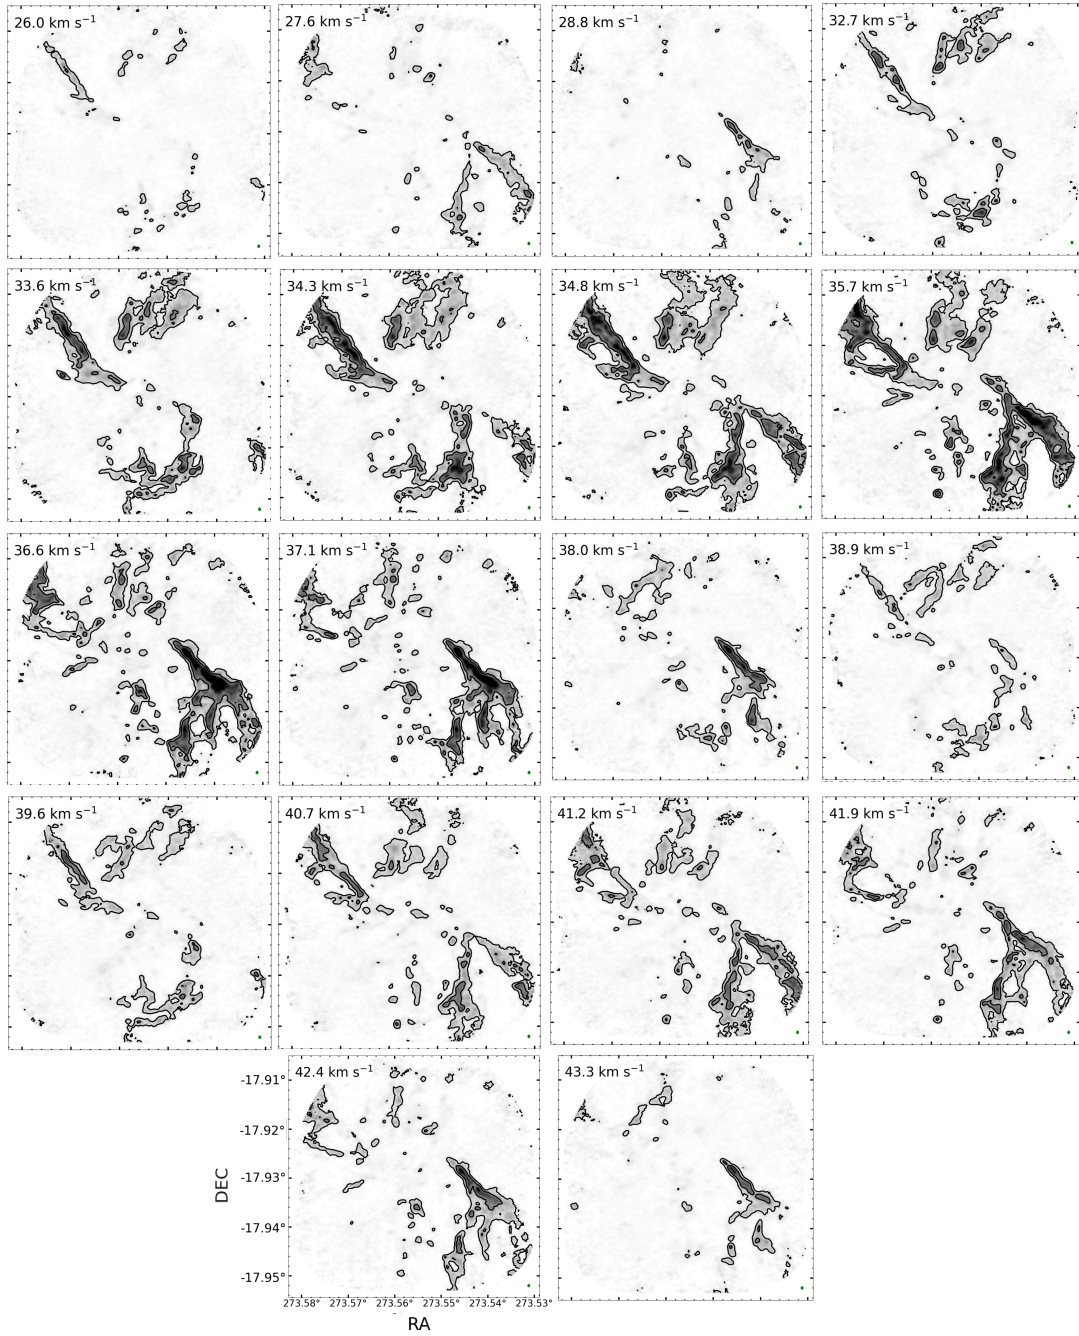 26.0 km s⁻¹
27.6 km s⁻¹
28.8 km s⁻¹
32.7 km s⁻¹
33.6 km s⁻¹
34.3 km s⁻¹
34.8 km s⁻¹
35.7 km s⁻¹
36.6 km s⁻¹
37.1 km s⁻¹
38.0 km s⁻¹
38.9 km s⁻¹
39.6 km s⁻¹
40.7 km s⁻¹
41.2 km s⁻¹
41.9 km s⁻¹
42.4 km s⁻¹
43.3 km s⁻¹
-17.91°
-17.92°
-17.93°
-17.94°
-17.95°
DEC
273.58° 273.57° 273.56° 273.55° 273.54° 273.53°
RA